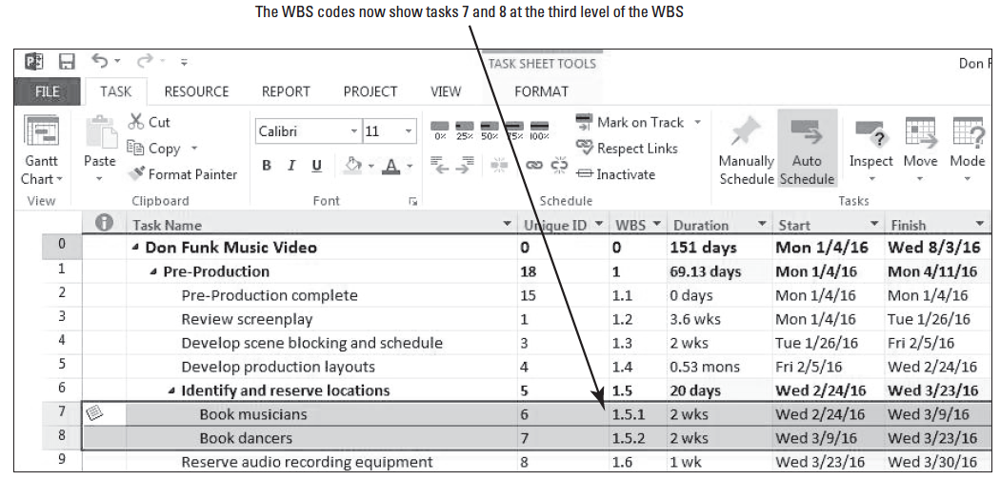 The WBS codes now show tasks 7 and 8 at the third level of the WBS
TASK SHEET TOOLS Don F
FILE TASK RESOURCE REPORT PROJECT VIEW FORMAT
Cut
Copy
Format Painter
Paste
Gantt
Chart
Calibri 11
B I U A
0% 25% 50% 75% 100%
Mark on Track
Respect Links
Inactivate
Manually
Schedule
Auto
Schedule
Inspect Move Mode
View Clipboard Font Schedule Tasks
Task Name Unique ID WBS Duration Start Finish
0 Don Funk Music Video 0 0 151 days Mon 1/4/16 Wed 8/3/16
1 Pre-Production 18 1 69.13 days Mon 1/4/16 Mon 4/11/16
2 Pre-Production complete 15 1.1 0 days Mon 1/4/16 Mon 1/4/16
3 Review screenplay 1 1.2 3.6 wks Mon 1/4/16 Tue 1/26/16
4 Develop scene blocking and schedule 3 1.3 2 wks Tue 1/26/16 Fri 2/5/16
5 Develop production layouts 4 1.4 0.53 mons Fri 2/5/16 Wed 2/24/16
6 Identify and reserve locations 5 1.5 20 days Wed 2/24/16 Wed 3/23/16
7 Book musicians 6 1.5.1 2 wks Wed 2/24/16 Wed 3/9/16
8 Book dancers 7 1.5.2 2 wks Wed 3/9/16 Wed 3/23/16
9 Reserve audio recording equipment 8 1.6 1 wk Wed 3/23/16 Wed 3/30/16